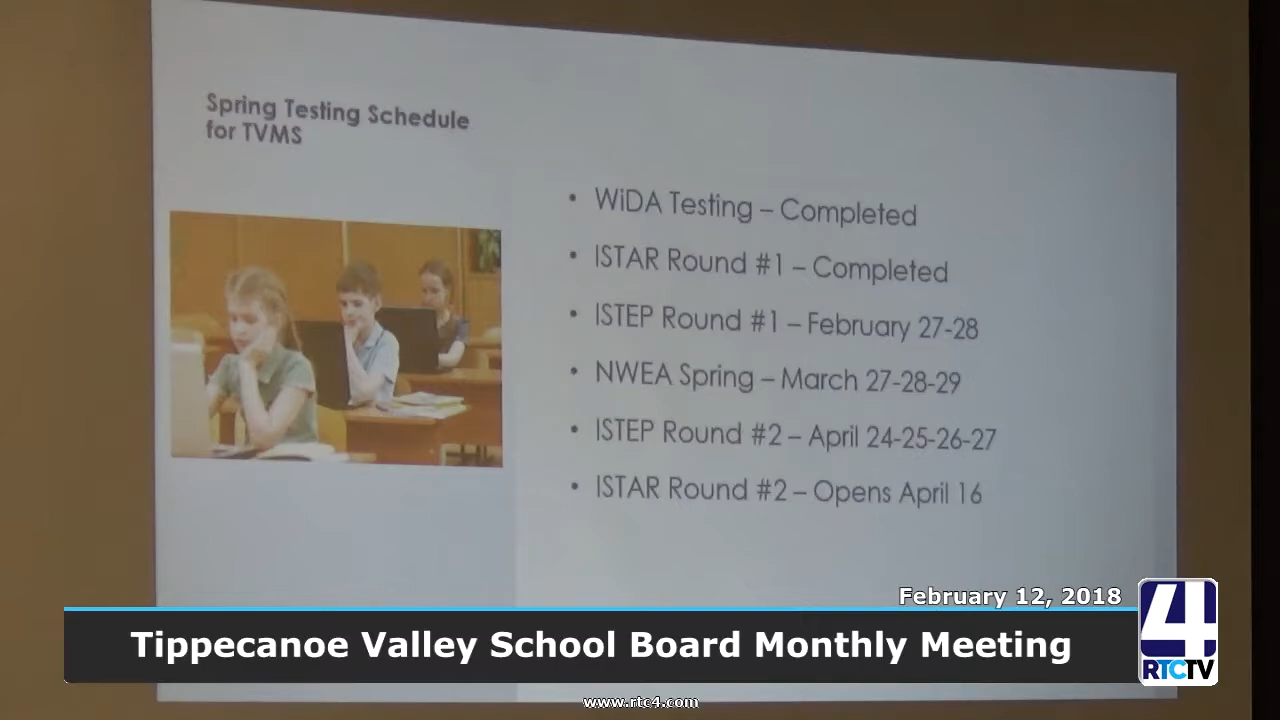 Spring Testing Schedule
for TVMS
• WiDA Testing – Completed
• ISTAR Round #1 – Completed
• ISTEP Round #1 – February 27-28
• NWEA Spring – March 27-28-29
• ISTEP Round #2 – April 24-25-26-27
• ISTAR Round #2 – Opens April 16
February 12, 2018
Tippecanoe Valley School Board Monthly Meeting
4
RTCTV
www.rtc4.com